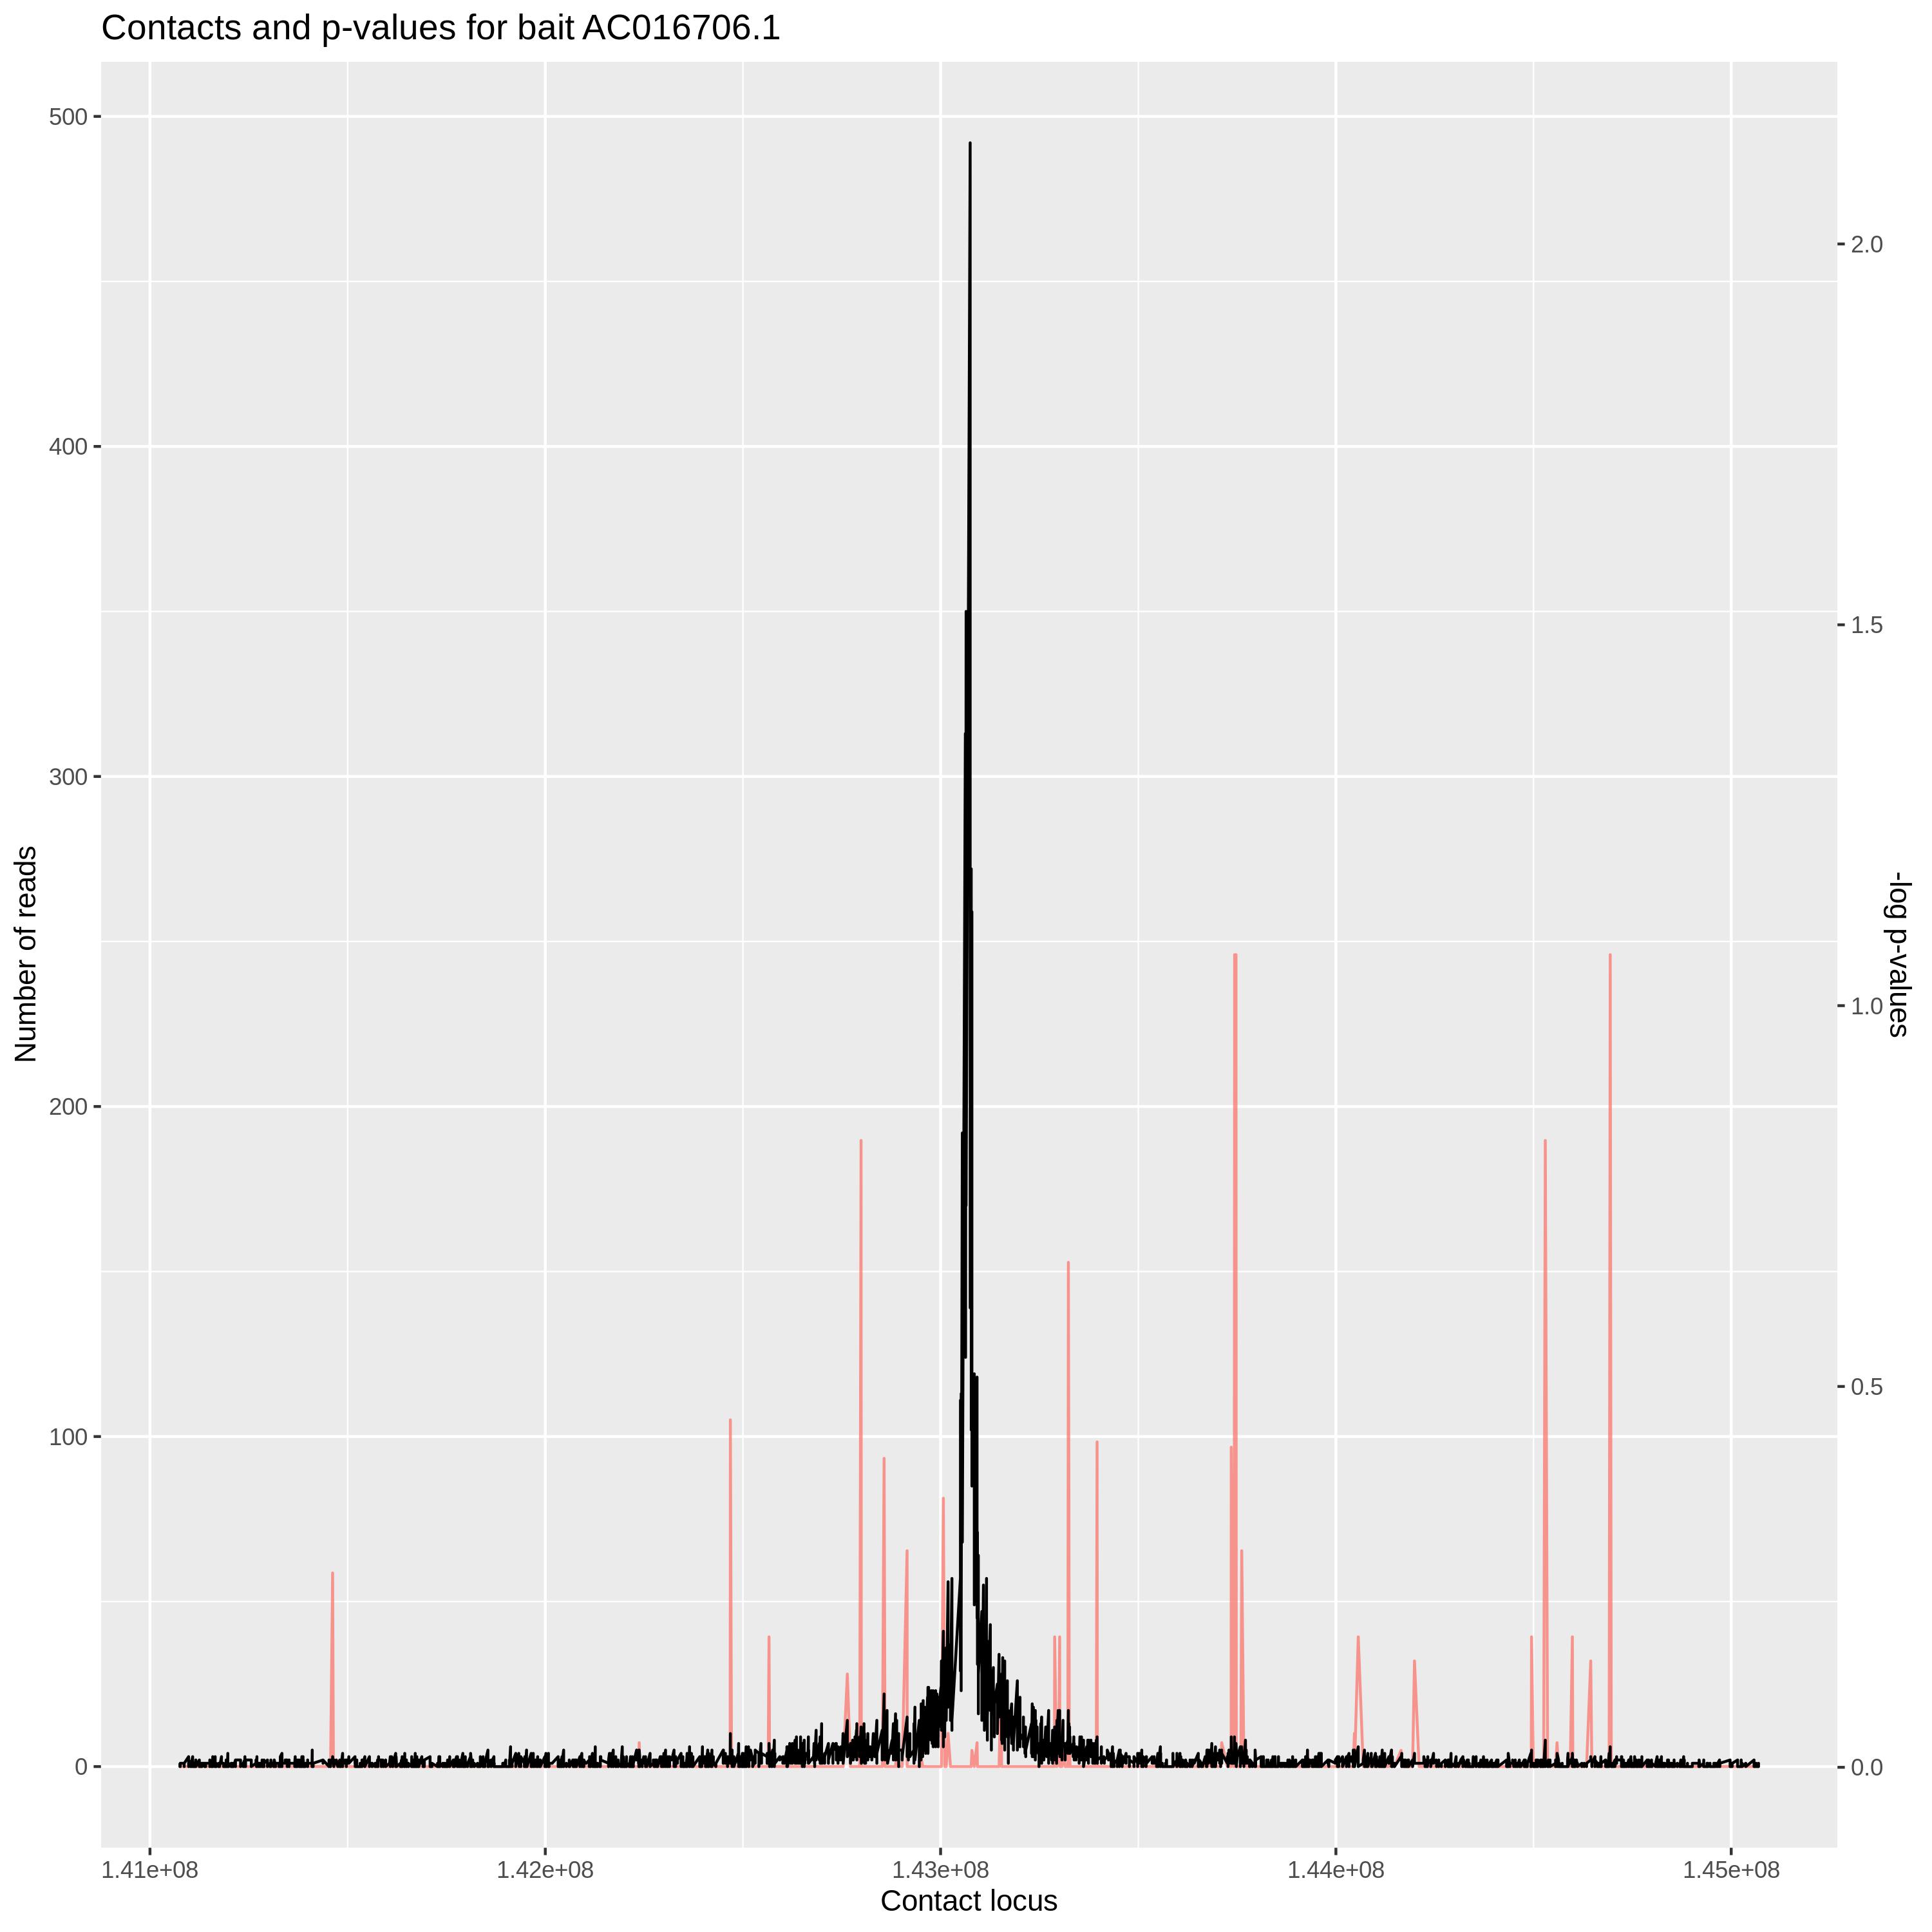 Contacts and p-values for bait AC016706.1
500
400
300
200
100
0
Number of reads
2.0
1.5
1.0
0.5
0.0
-log p-values
1.41e+08
1.42e+08
1.43e+08
1.44e+08
1.45e+08
Contact locus